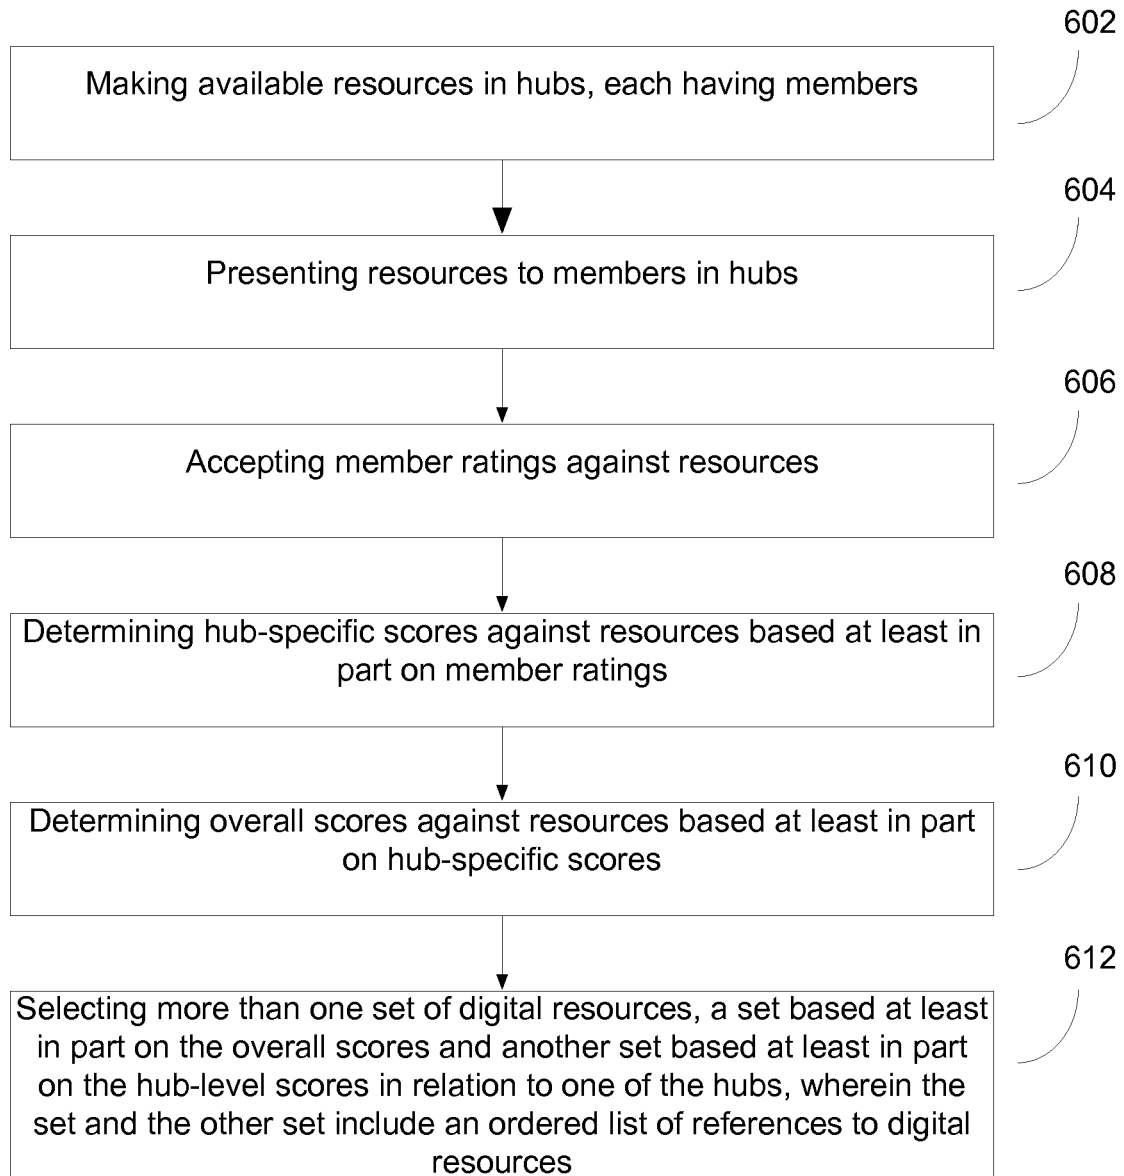 602
Making available resources in hubs, each having members
604
Presenting resources to members in hubs
606
Accepting member ratings against resources
608
Determining hub-specific scores against resources based at least in
part on member ratings
610
Determining overall scores against resources based at least in part
on hub-specific scores
612
Selecting more than one set of digital resources, a set based at least
in part on the overall scores and another set based at least in part
on the hub-level scores in relation to one of the hubs, wherein the
set and the other set include an ordered list of references to digital
resources